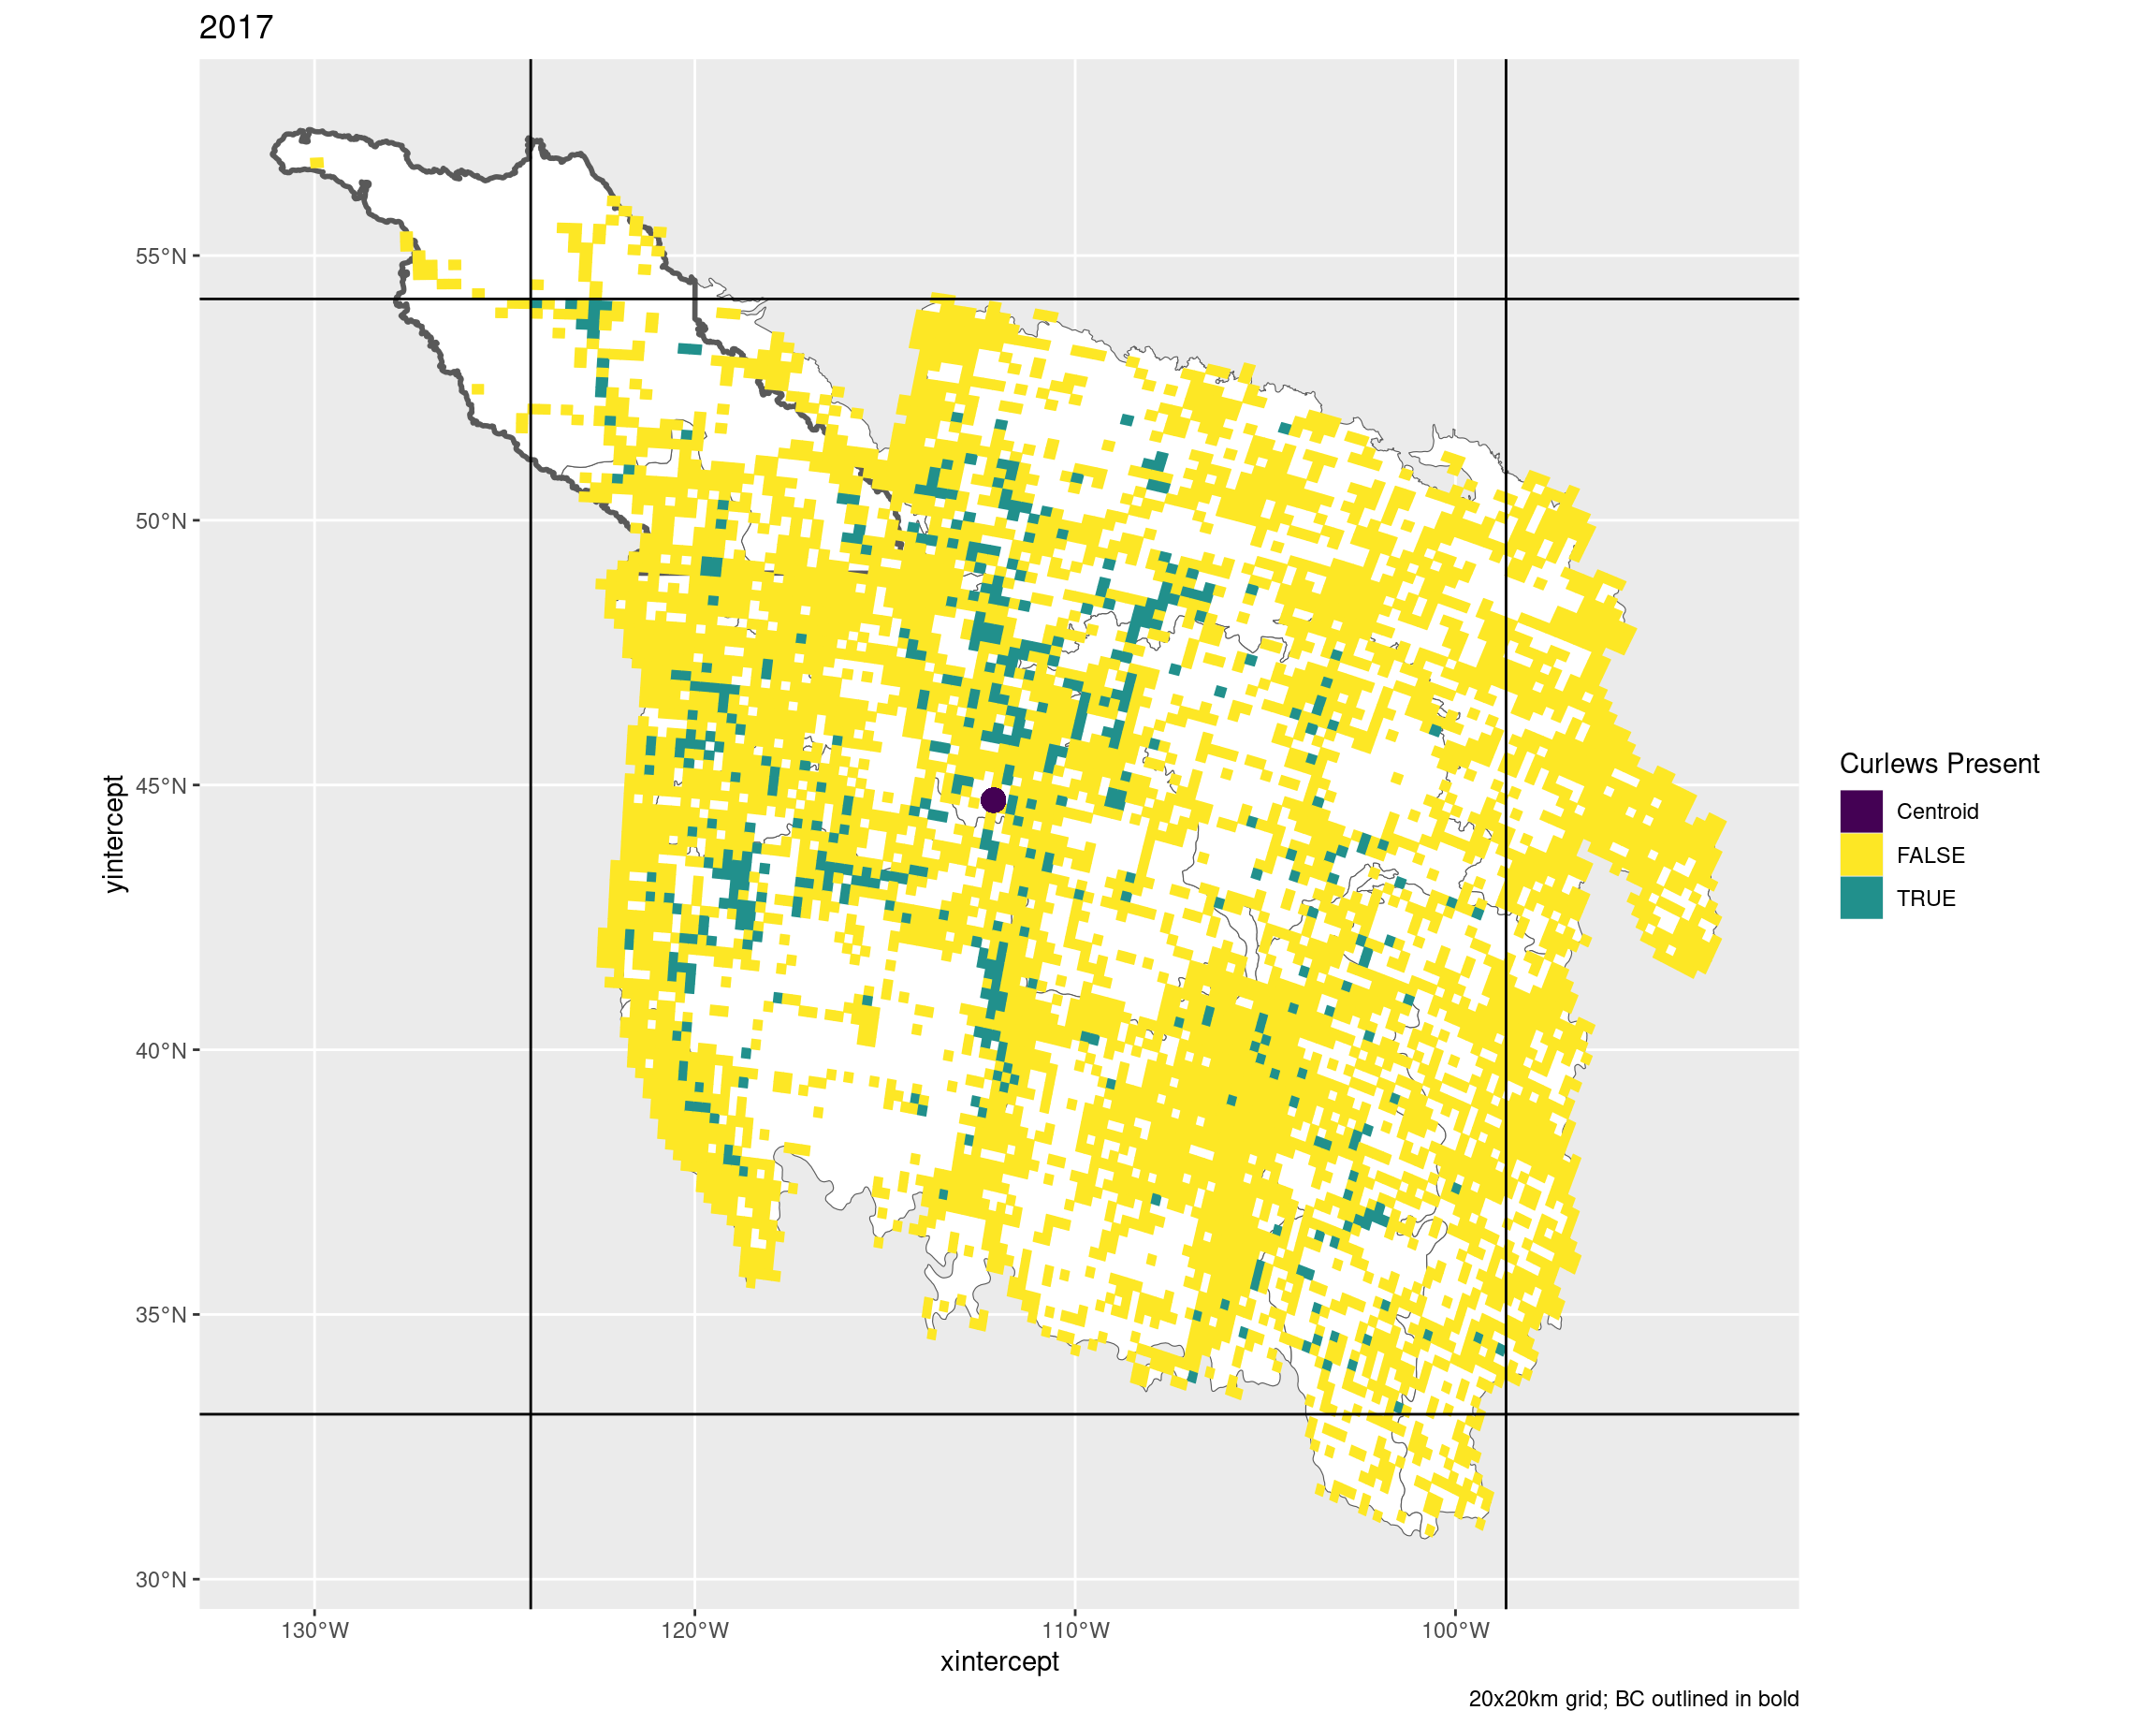 2017
55°N
50°N
45°N
40°N
35°N
30°N
yintercept
130°W
120°W
110°W
100°W
xintercept
Curlews Present
Centroid
FALSE
TRUE
20x20km grid; BC outlined in bold